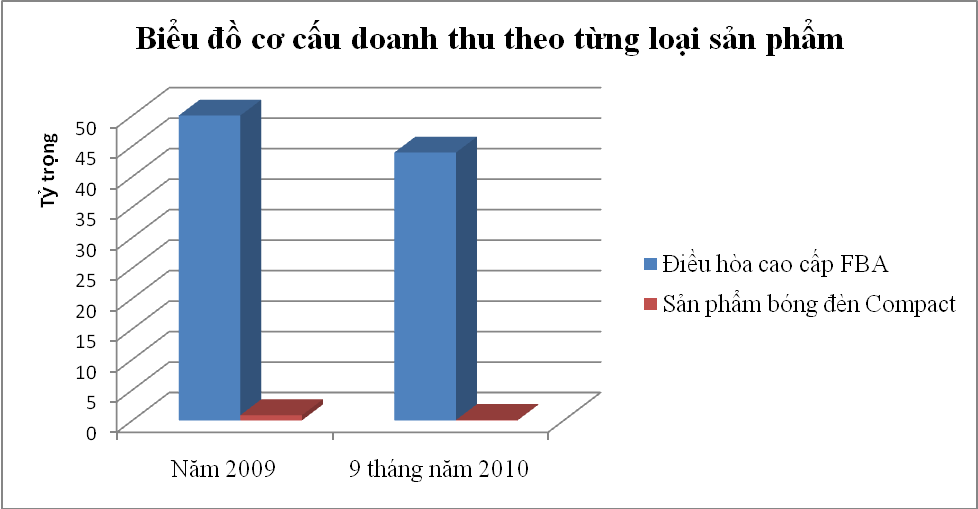 Biểu đồ cơ cấu doanh thu theo từng loại sản phẩm
Tỷ trọng
50
45
40
35
30
25
20
15
10
5
0
Năm 2009
9 tháng năm 2010
Điều hòa cao cấp FBA
Sản phẩm bóng đèn Compact